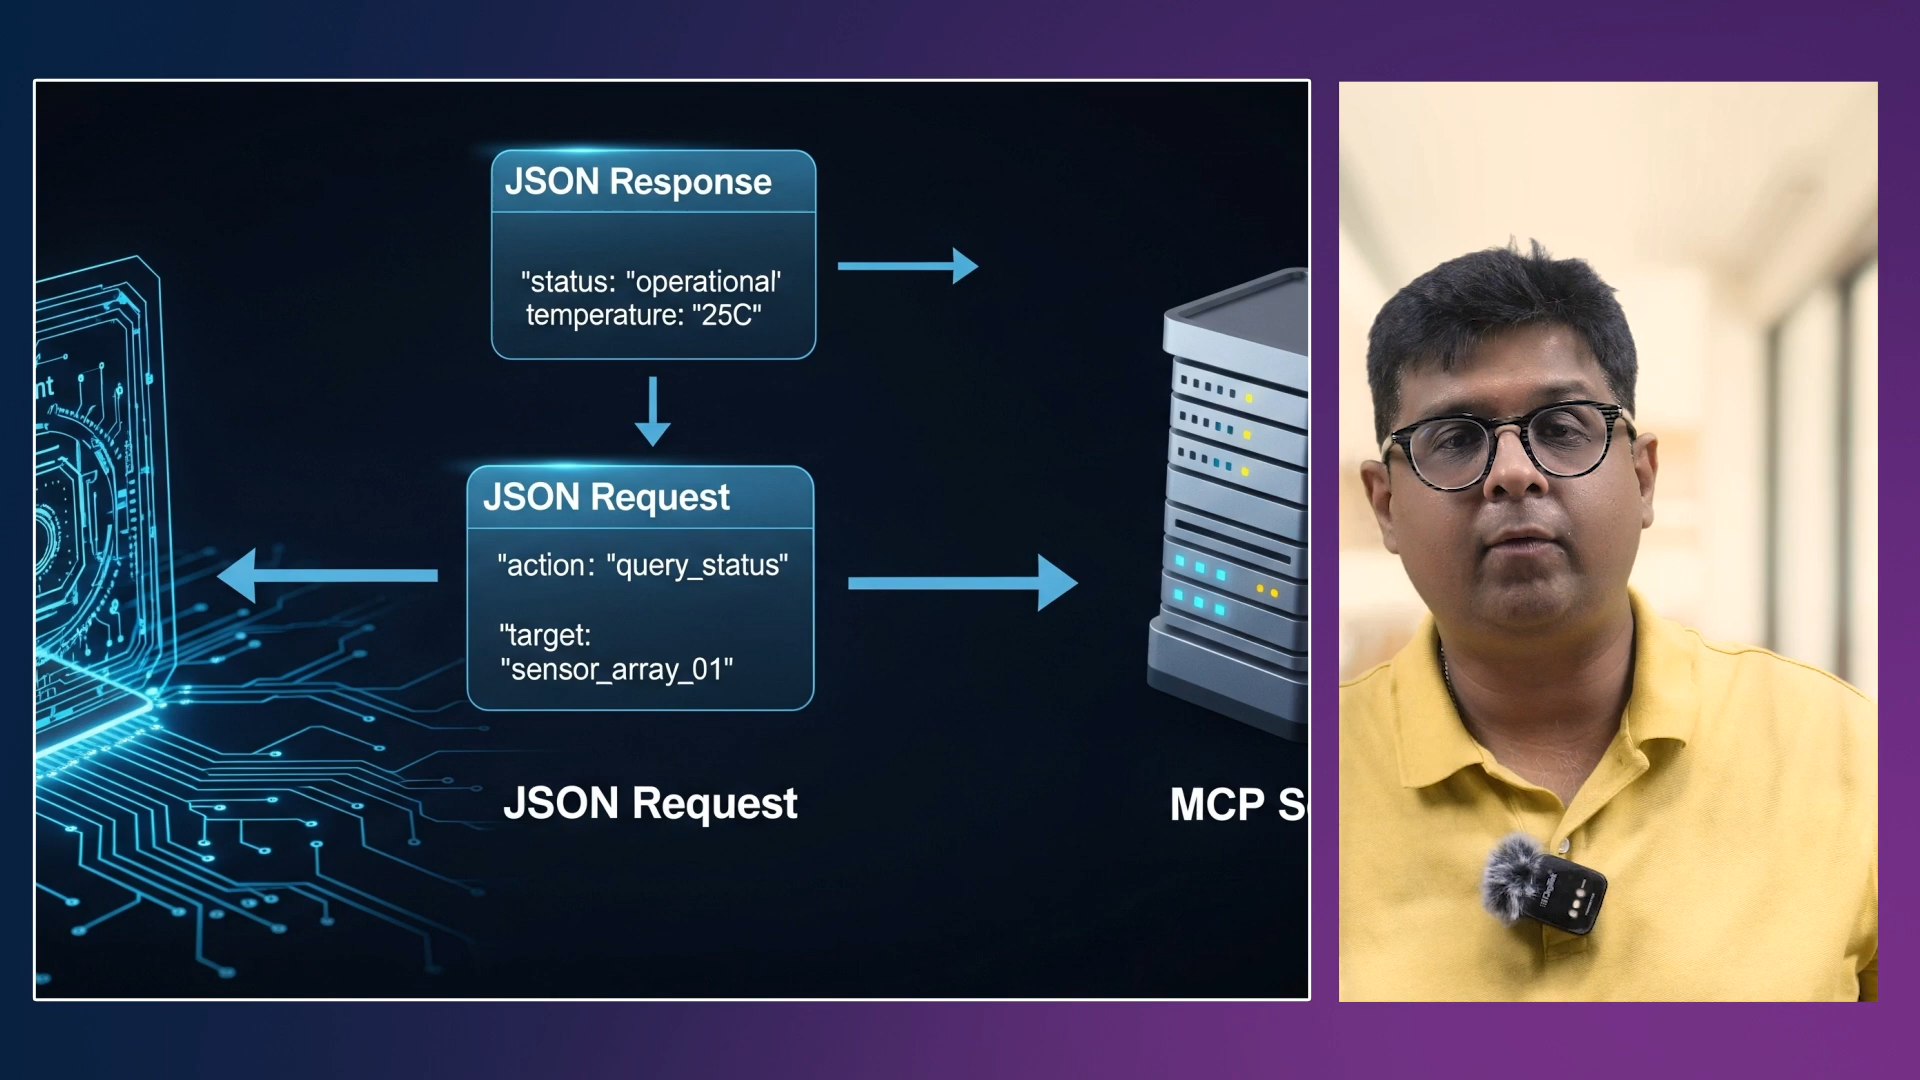 JSON Response
"status: "operational'
temperature: "25C"
nt
JSON Request
"action: "query_status"
"target:
"sensor_array_01"
JSON Request
MCP S